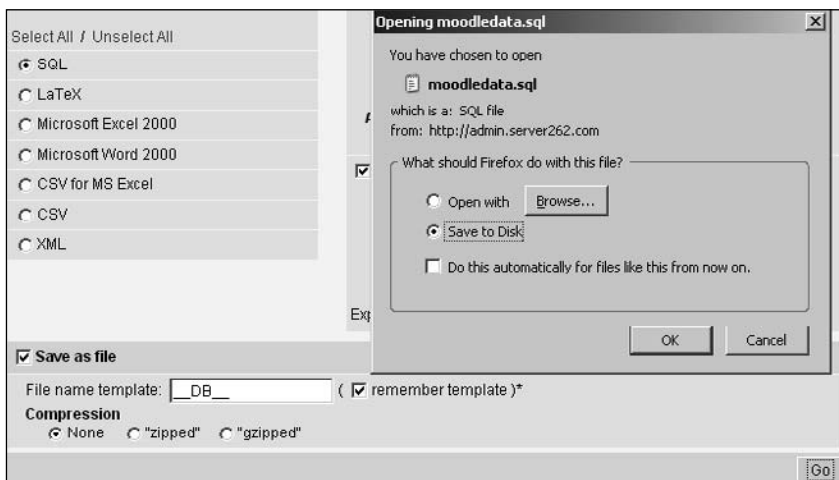 Select All / Unselect All
SQL
LaTeX
Microsoft Excel 2000
Microsoft Word 2000
CSV for MS Excel
CSV
XML
Opening moodledata.sql
You have chosen to open
moodledata.sql
which is a: SQL file
from: http://admin.server262.com
What should Firefox do with this file?
Open with Browse...
Save to Disk
Do this automatically for files like this from now on.
OK Cancel
Save as file
File name template: __DB__ ( remember template )*
Compression
None "zipped" "gzipped"
Go